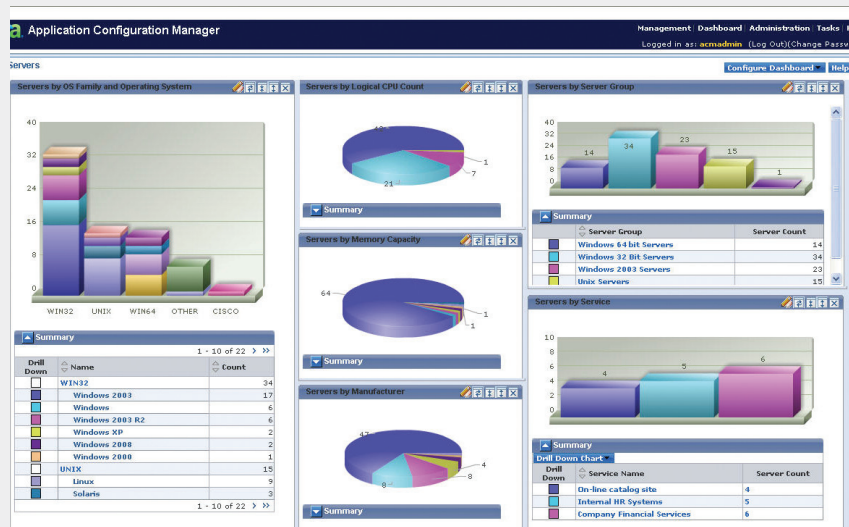 a. Application Configuration Manager
Management | Dashboard | Administration | Tasks |
Logged in as: acmadmin (Log Out)(Change Passw
Servers
Configure Dashboard Help
Servers by OS Family and Operating System
40
32
24
16
8
0
WIN32 UNIX WIN64 OTHER CISCO
Summary
1 - 10 of 22 > >>
Drill Down Name Count
WIN32 34
Windows 2003 17
Windows 6
Windows 2003 R2 6
Windows XP 2
Windows 2008 2
Windows 2000 1
UNIX 15
Linux 9
Solaris 3
1 - 10 of 22 > >>
Servers by Logical CPU Count
1
7
21
Summary
Servers by Memory Capacity
64
1
1
Summary
Servers by Manufacturer
47
4
8
8
Summary
Servers by Server Group
40
32
24
16
8
0
14 34 23 15 1
Summary
Server Group Server Count
Windows 64 bit Servers 14
Windows 32 Bit Servers 34
Windows 2003 Servers 23
Unix Servers 15
Servers by Service
10
8
6
4
2
0
4 5 6
Summary
Drill Down Chart
Drill Down Service Name Server Count
On-line catalog site 4
Internal HR Systems 5
Company Financial Services 6